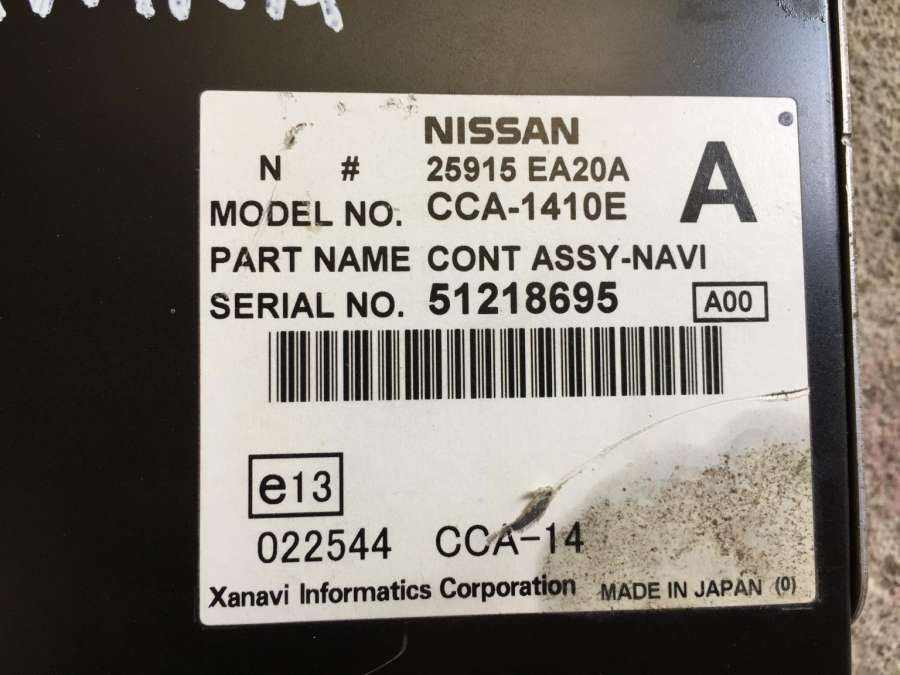 NISSAN
N # 25915 EA20A
A
MODEL NO. CCA-1410E
PART NAME CONT ASSY-NAVI
SERIAL NO. 51218695
A00
e13
022544 CCA-14
Xanavi Informatics Corporation MADE IN JAPAN (0)